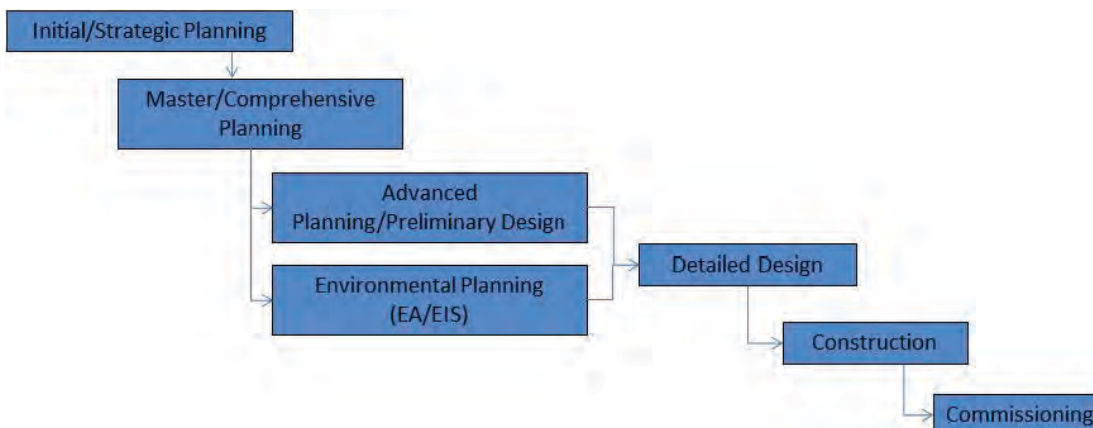 Initial/Strategic Planning
Master/Comprehensive
Planning
Advanced
Planning/Preliminary Design
Environmental Planning
(EA/EIS)
Detailed Design
Construction
Commissioning